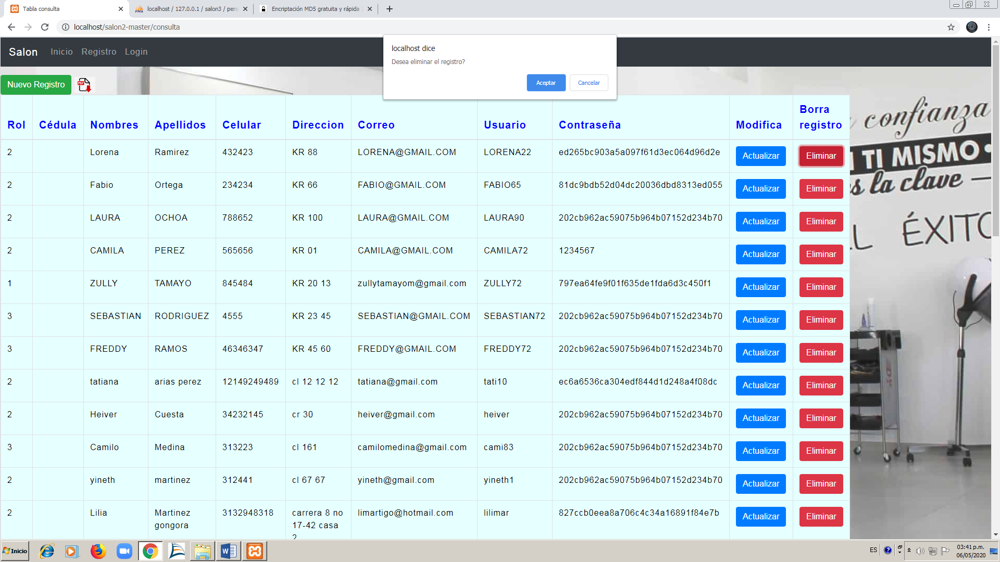 Tabla consulta
localhost / 127.0.0.1 / salon3 / pers
Encriptación MD5 gratuita y rápida
localhost/salon2-master/consulta
Salon Inicio Registro Login
localhost dice
Desea eliminar el registro?
Aceptar Cancelar
Nuevo Registro
PDF
Rol Cédula Nombres Apellidos Celular Direccion Correo Usuario Contraseña Modifica Borra registro
2 Lorena Ramirez 432423 KR 88 LORENA@GMAIL.COM LORENA22 ed265bc903a5a097f61d3ec064d96d2e Actualizar Eliminar
2 Fabio Ortega 234234 KR 66 FABIO@GMAIL.COM FABIO65 81dc9bdb52d04dc20036dbd8313ed055 Actualizar Eliminar
2 LAURA OCHOA 788652 KR 100 LAURA@GMAIL.COM LAURA90 202cb962ac59075b964b07152d234b70 Actualizar Eliminar
2 CAMILA PEREZ 565656 KR 01 CAMILA@GMAIL.COM CAMILA72 1234567 Actualizar Eliminar
1 ZULLY TAMAYO 845484 KR 20 13 zullytamayom@gmail.com ZULLY72 797ea64fe9f01f635de1fda6d3c450f1 Actualizar Eliminar
3 SEBASTIAN RODRIGUEZ 4555 KR 23 45 SEBASTIAN@GMAIL.COM SEBASTIAN72 202cb962ac59075b964b07152d234b70 Actualizar Eliminar
3 FREDDY RAMOS 46346347 KR 45 60 FREDDY@GMAIL.COM FREDDY72 202cb962ac59075b964b07152d234b70 Actualizar Eliminar
2 tatiana arias perez 12149249489 cl 12 12 12 tatiana@gmail.com tati10 ec6a6536ca304edf844d1d248a4f08dc Actualizar Eliminar
2 Heiver Cuesta 34232145 cr 30 heiver@gmail.com heiver 202cb962ac59075b964b07152d234b70 Actualizar Eliminar
3 Camilo Medina 313223 cl 161 camilomedina@gmail.com cami83 202cb962ac59075b964b07152d234b70 Actualizar Eliminar
2 yineth martinez 312441 cl 67 67 yineth@gmail.com yineth1 202cb962ac59075b964b07152d234b70 Actualizar Eliminar
2 Lilia Martinez gongora 3132948318 carrera 8 no 17-42 casa 2 limartigo@hotmail.com lilimar 827ccb0eea8a706c4c34a16891f84e7b Actualizar Eliminar
confianza
TI MISMO
la clave
ÉXITO
Inicio
ES
03:41 p.m.
06/05/2020